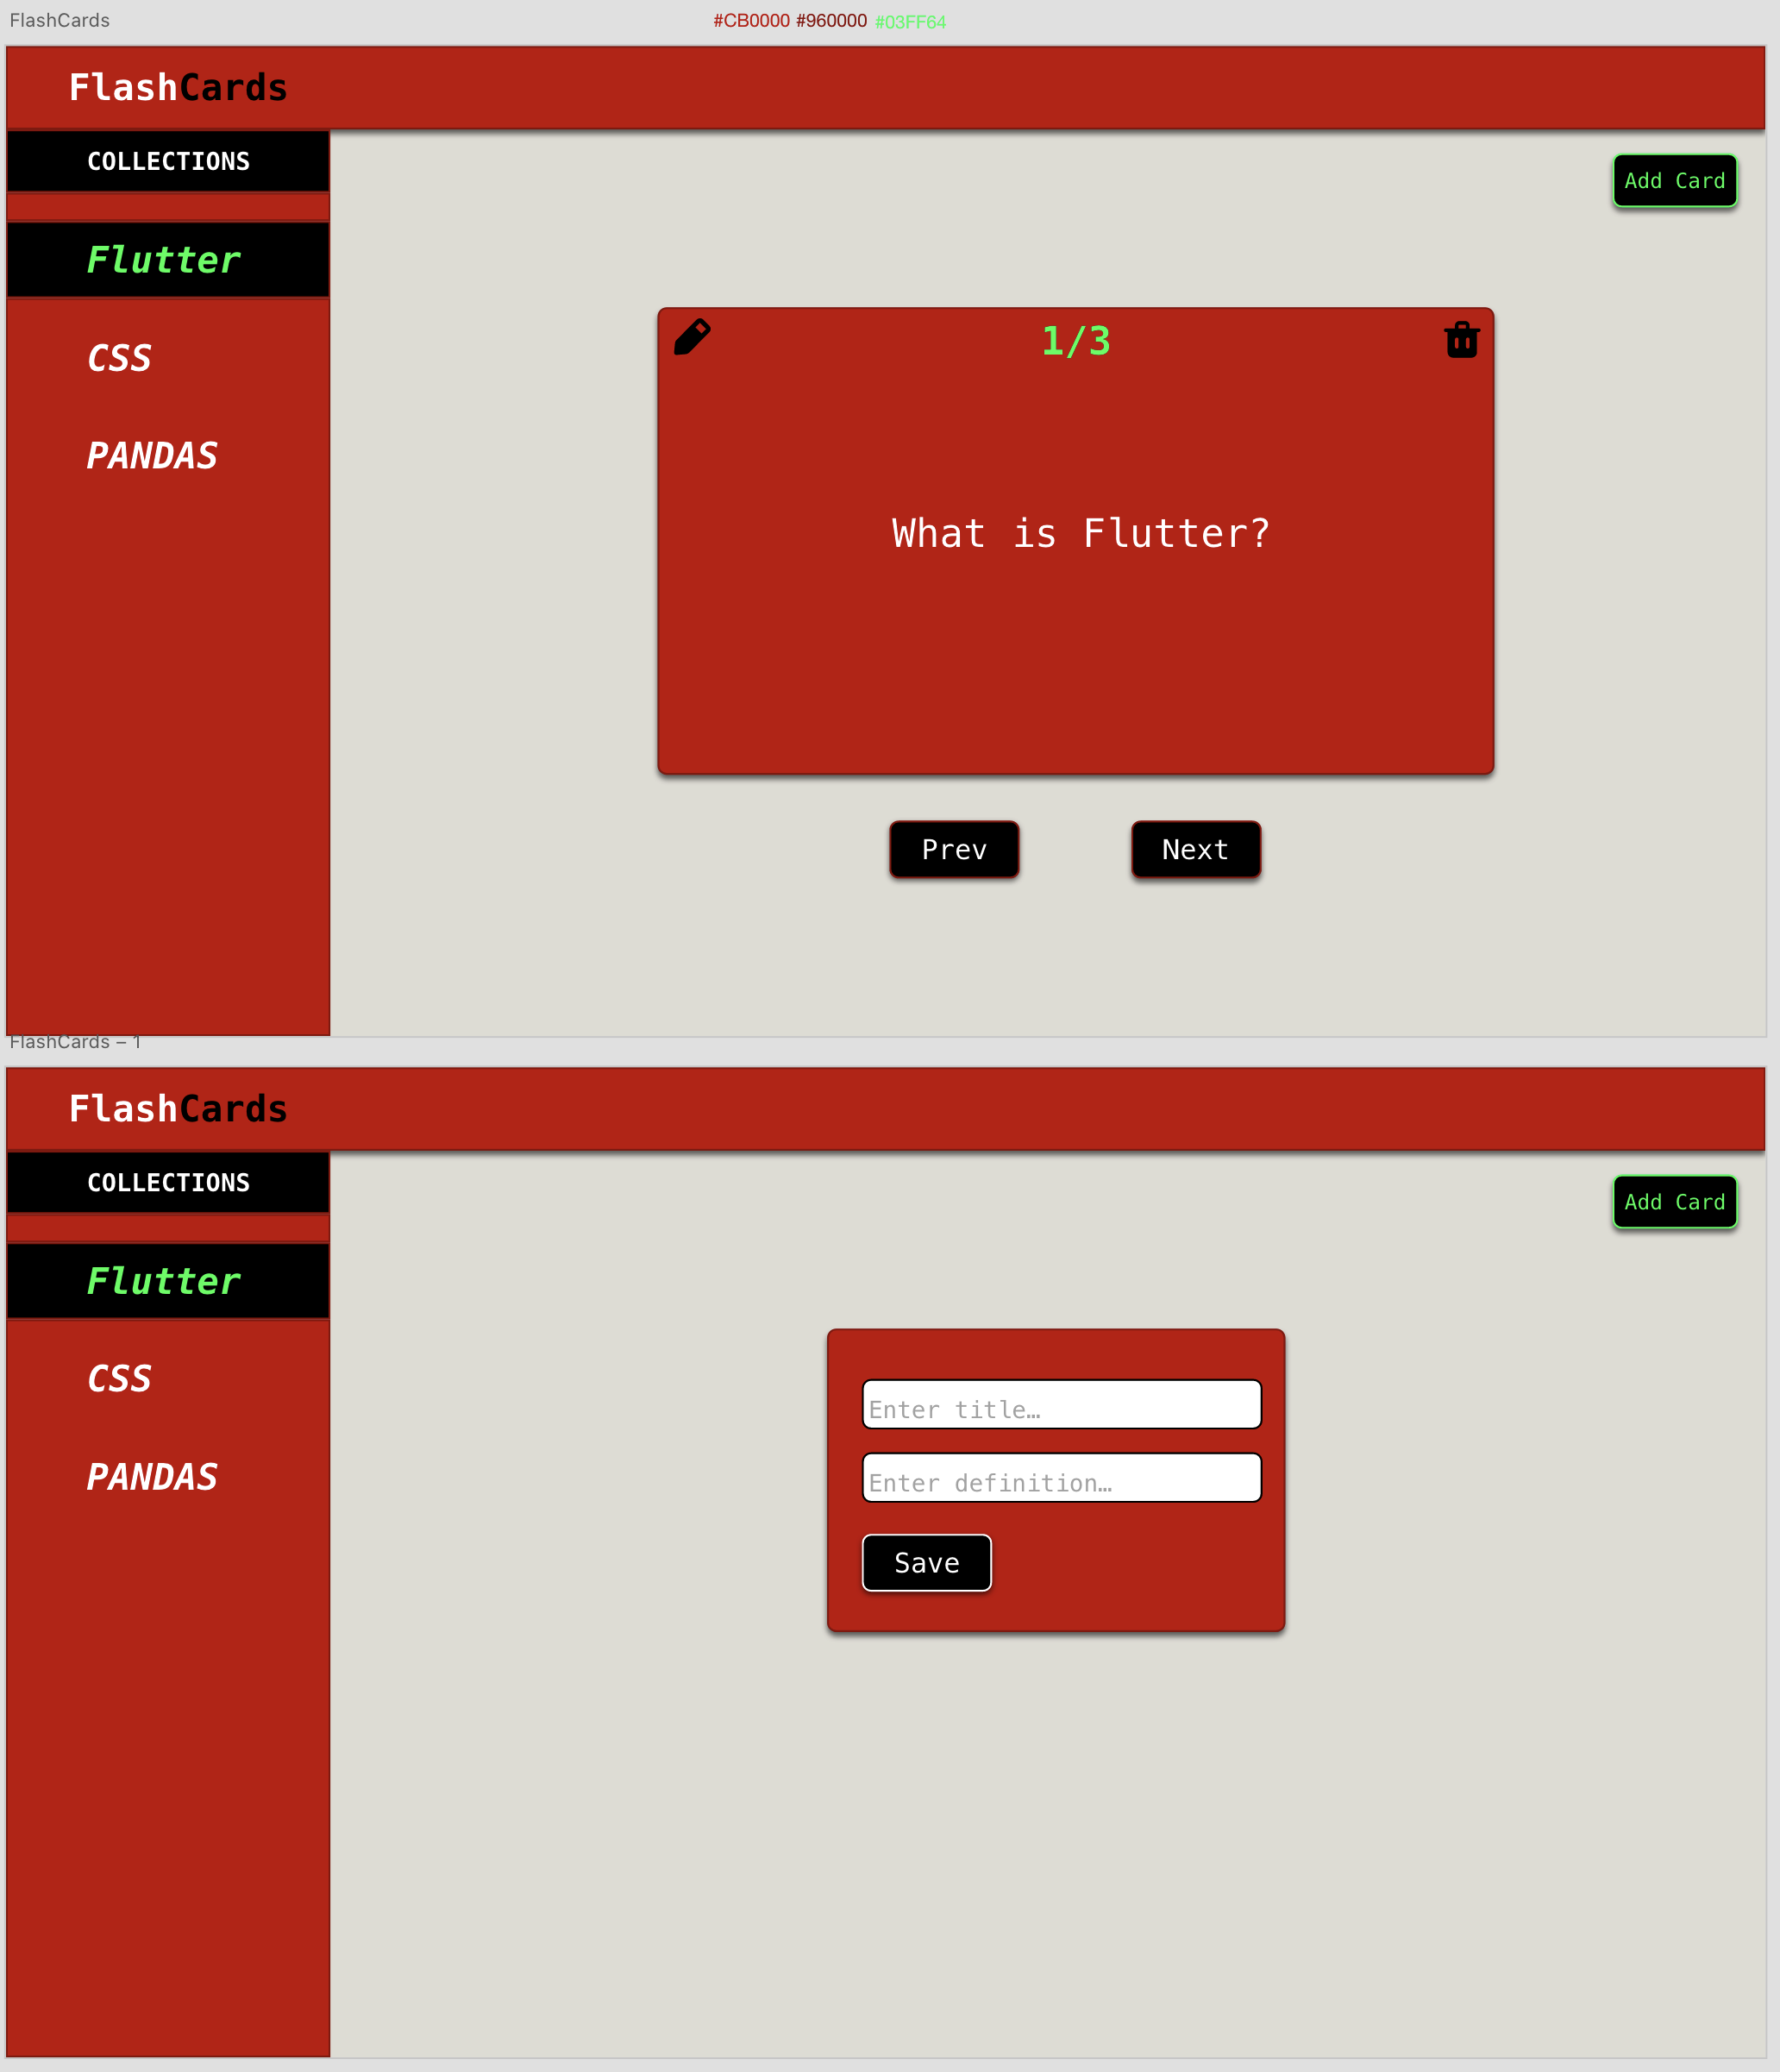 FlashCards
#CB0000 #960000 #03FF64
FlashCards
COLLECTIONS
Add Card
Flutter
1/3
CSS
PANDAS
What is Flutter?
Prev
Next
FlashCards – 1
FlashCards
COLLECTIONS
Add Card
Flutter
CSS
Enter title…
PANDAS
Enter definition…
Save